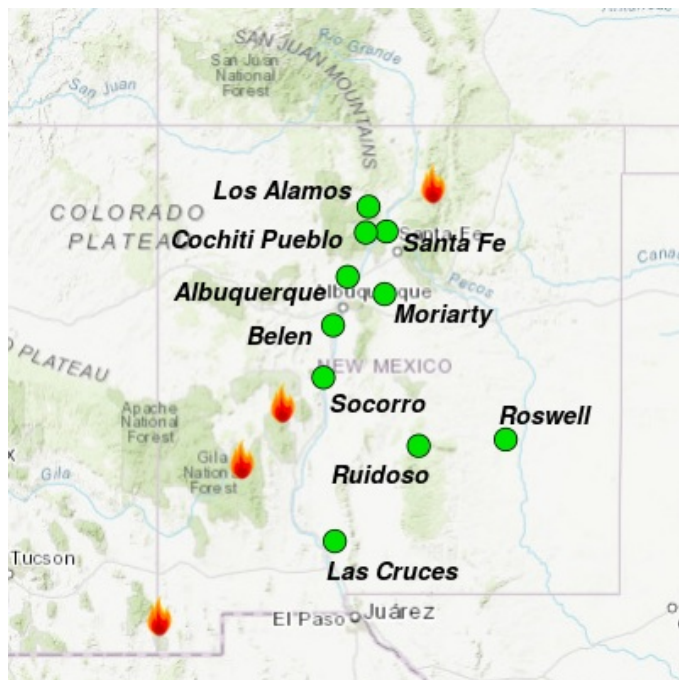 SAN JUAN MOUNTAINS
Rio Grande
San Juan
National
Forest
San Juan
Los Alamos
COLORADO
PLATEAU
Cochiti Pueblo
Santa Fe
Santa Fe
Albuquerque
Albuquerque
Pecos
Moriarty
Belen
NEW MEXICO
PLATEAU
Socorro
Apache
National
Forest
Roswell
Gila
National
Forest
Gila
Ruidoso
Tucson
Las Cruces
El Paso
Juárez